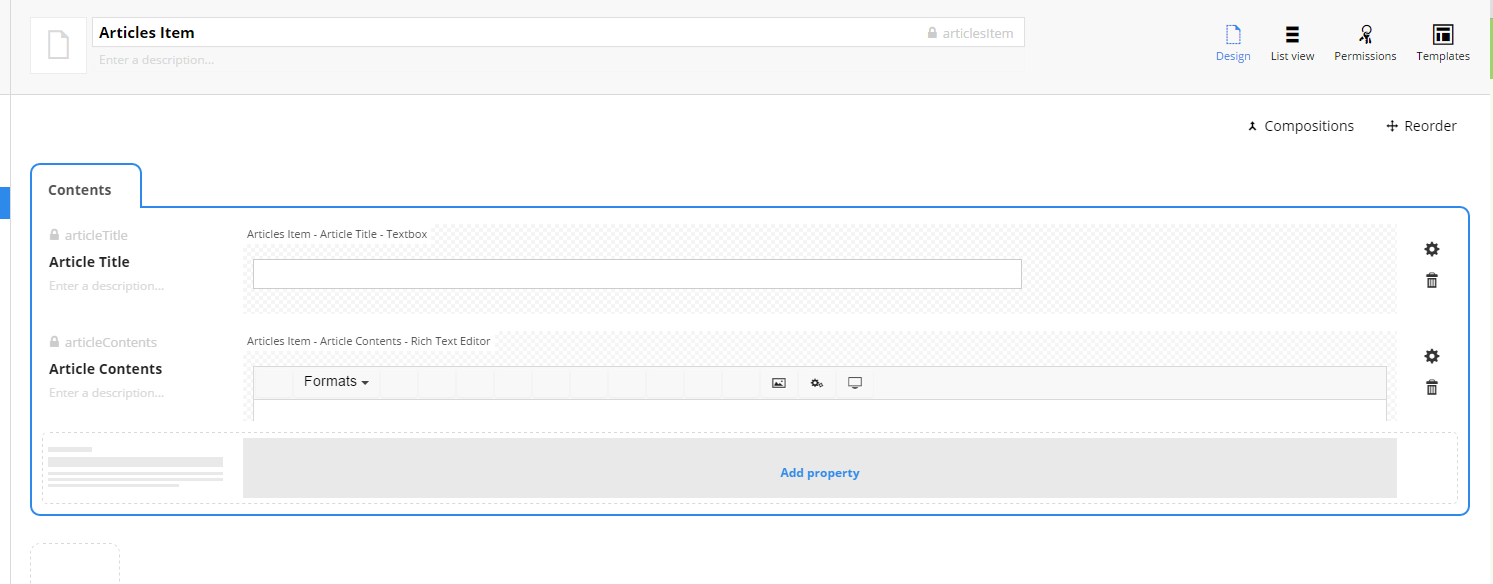 Articles Item
articlesItem
Enter a description...
Design
List view
Permissions
Templates
Compositions
Reorder
Contents
articleTitle
Articles Item - Article Title - Textbox
Article Title
Enter a description...
articleContents
Articles Item - Article Contents - Rich Text Editor
Article Contents
Formats
Enter a description...
Add property